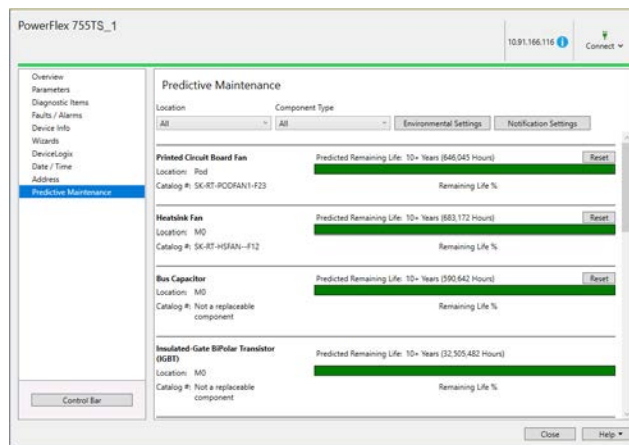 PowerFlex 755TS_1
10.91.166.116
Connect
Overview
Parameters
Diagnostic Items
Faults / Alarms
Device Info
Wizards
DeviceLogix
Date / Time
Address
Predictive Maintenance
Control Bar
Predictive Maintenance
Location
Component Type
All
All
Environmental Settings
Notification Settings
Printed Circuit Board Fan
Predicted Remaining Life: 10+ Years (646,045 Hours)
Reset
Location: Pod
Catalog #: SK-RT-PODFAN1-F23
Remaining Life %
Heatsink Fan
Predicted Remaining Life: 10+ Years (683,172 Hours)
Reset
Location: M0
Catalog #: SK-RT-HSFAN--F12
Remaining Life %
Bus Capacitor
Predicted Remaining Life: 10+ Years (590,642 Hours)
Reset
Location: M0
Catalog #: Not a replaceable
component
Remaining Life %
Insulated-Gate BiPolar Transistor
(IGBT)
Predicted Remaining Life: 10+ Years (32,505,482 Hours)
Location: M0
Catalog #: Not a replaceable
component
Remaining Life %
Close
Help